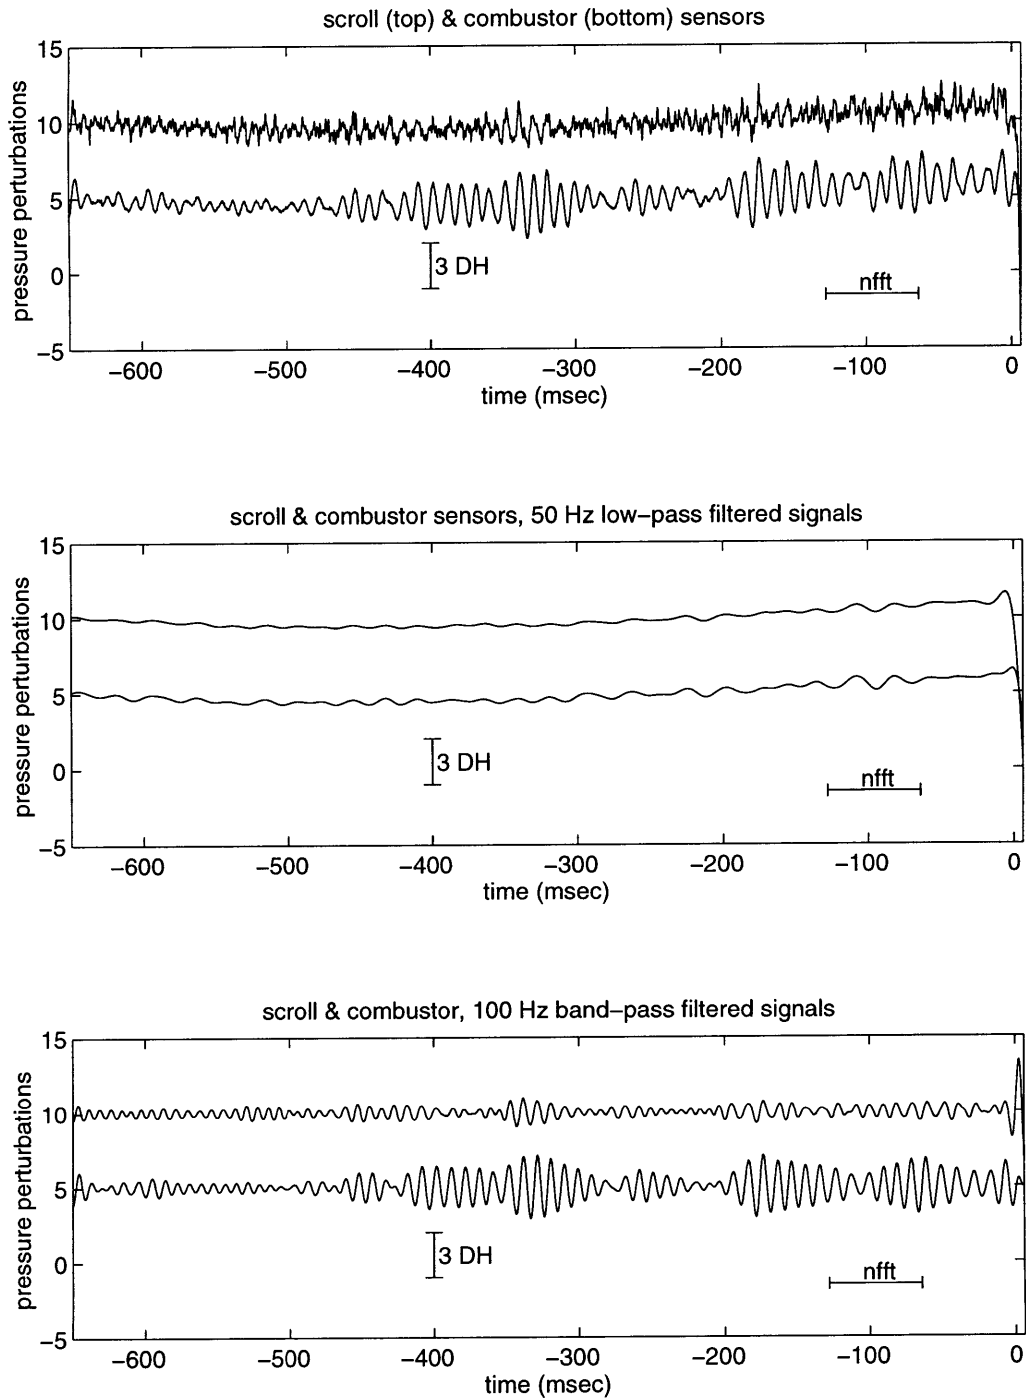 scroll (top) & combustor (bottom) sensors
15
10
5
0
−5
pressure perturbations
3 DH
nfft
−600
−500
−400
−300
−200
−100
0
time (msec)
scroll & combustor sensors, 50 Hz low−pass filtered signals
15
10
5
0
−5
pressure perturbations
3 DH
nfft
−600
−500
−400
−300
−200
−100
0
time (msec)
scroll & combustor, 100 Hz band−pass filtered signals
15
10
5
0
−5
pressure perturbations
3 DH
nfft
−600
−500
−400
−300
−200
−100
0
time (msec)